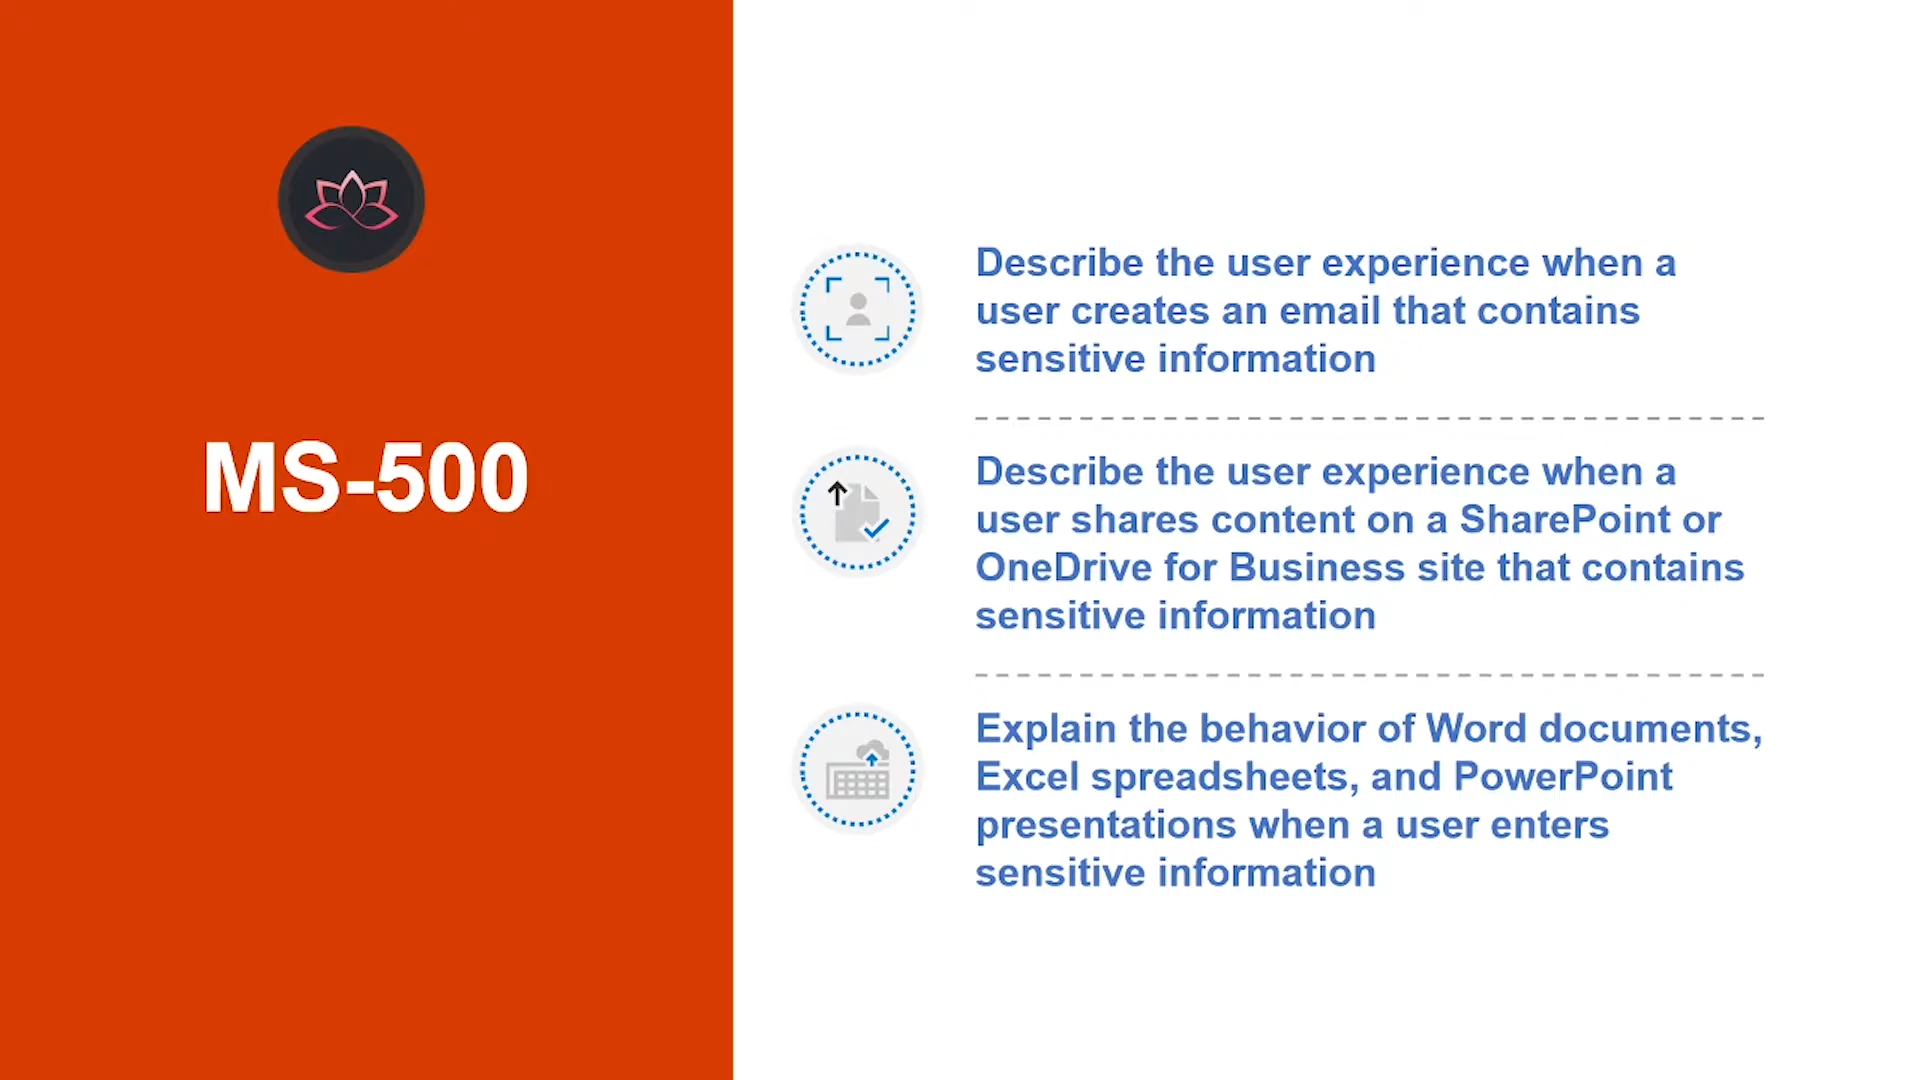 MS-500
Describe the user experience when a
user creates an email that contains
sensitive information
Describe the user experience when a
user shares content on a SharePoint or
OneDrive for Business site that contains
sensitive information
Explain the behavior of Word documents,
Excel spreadsheets, and PowerPoint
presentations when a user enters
sensitive information